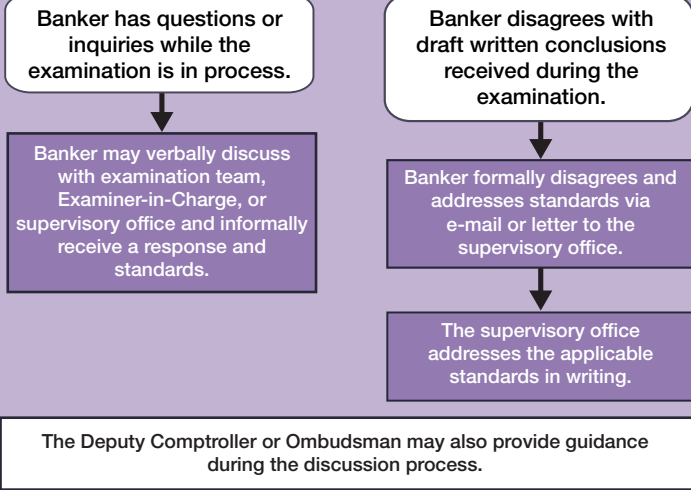 Banker has questions or
inquiries while the
examination is in process.
Banker may verbally discuss
with examination team,
Examiner-in-Charge, or
supervisory office and informally
receive a response and
standards.
Banker disagrees with
draft written conclusions
received during the
examination.
Banker formally disagrees and
addresses standards via
e-mail or letter to the
supervisory office.
The supervisory office
addresses the applicable
standards in writing.
The Deputy Comptroller or Ombudsman may also provide guidance
during the discussion process.